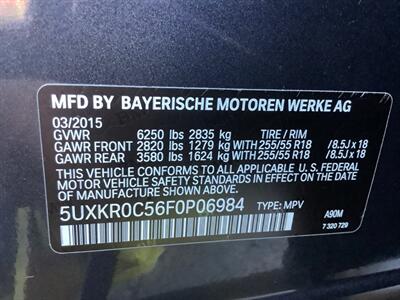 MFD BY BAYERISCHE MOTOREN WERKE AG
03/2015
GVWR 6250 lbs 2835 kg TIRE / RIM
GAWR FRONT 2820 lbs 1279 kg WITH 255/55 R18 /8.5J x 18
GAWR REAR 3580 lbs 1624 kg WITH 255/55 R18 /8.5J x 18
THIS VEHICLE CONFORMS TO ALL APPLICABLE U. S. FEDERAL
MOTOR VEHICLE SAFETY STANDARDS IN EFFECT
ON THE DATE OF MANUFACTURE SHOWN ABOVE.
5UXKR0C56F0P06984 TYPE: MPV
A90M
7 320 729